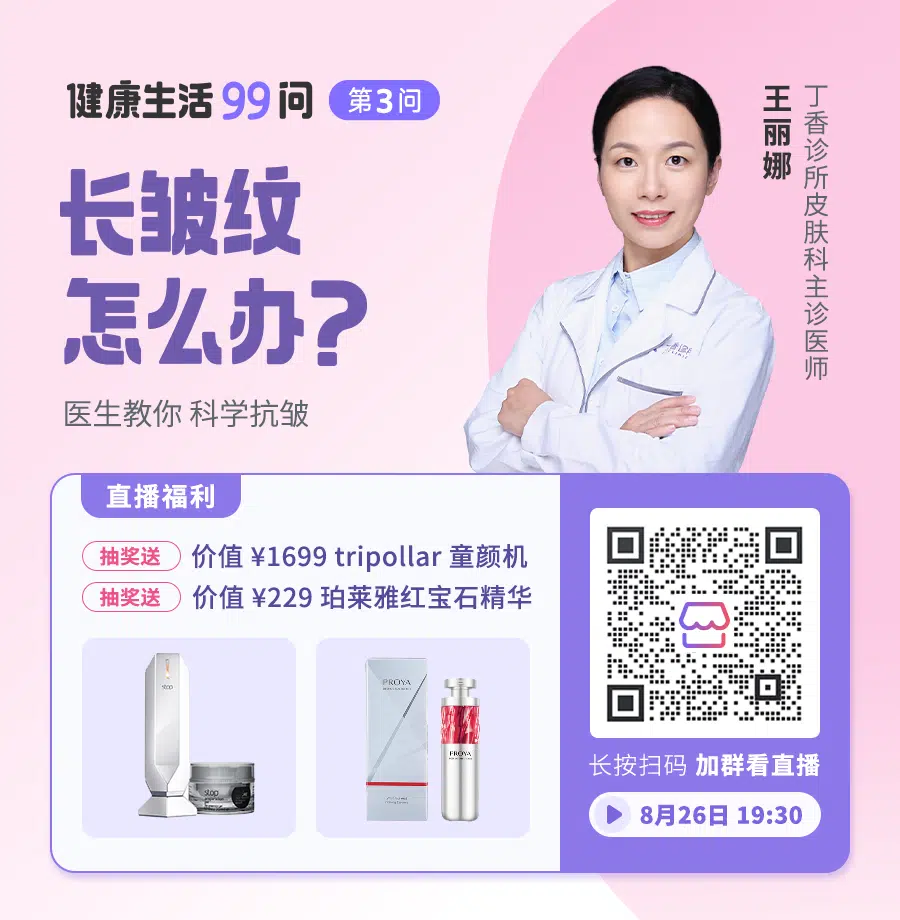 健康生活99问 第3问
长皱纹
怎么办?
医生教你 科学抗皱
王丽娜
丁香诊所皮肤科主诊医师
直播福利
抽奖送 价值 ¥1699 tripollar 童颜机
抽奖送 价值 ¥229 珀莱雅红宝石精华
stop
stop
PROYA
PROYA
长按扫码 加群看直播
8月26日 19:30